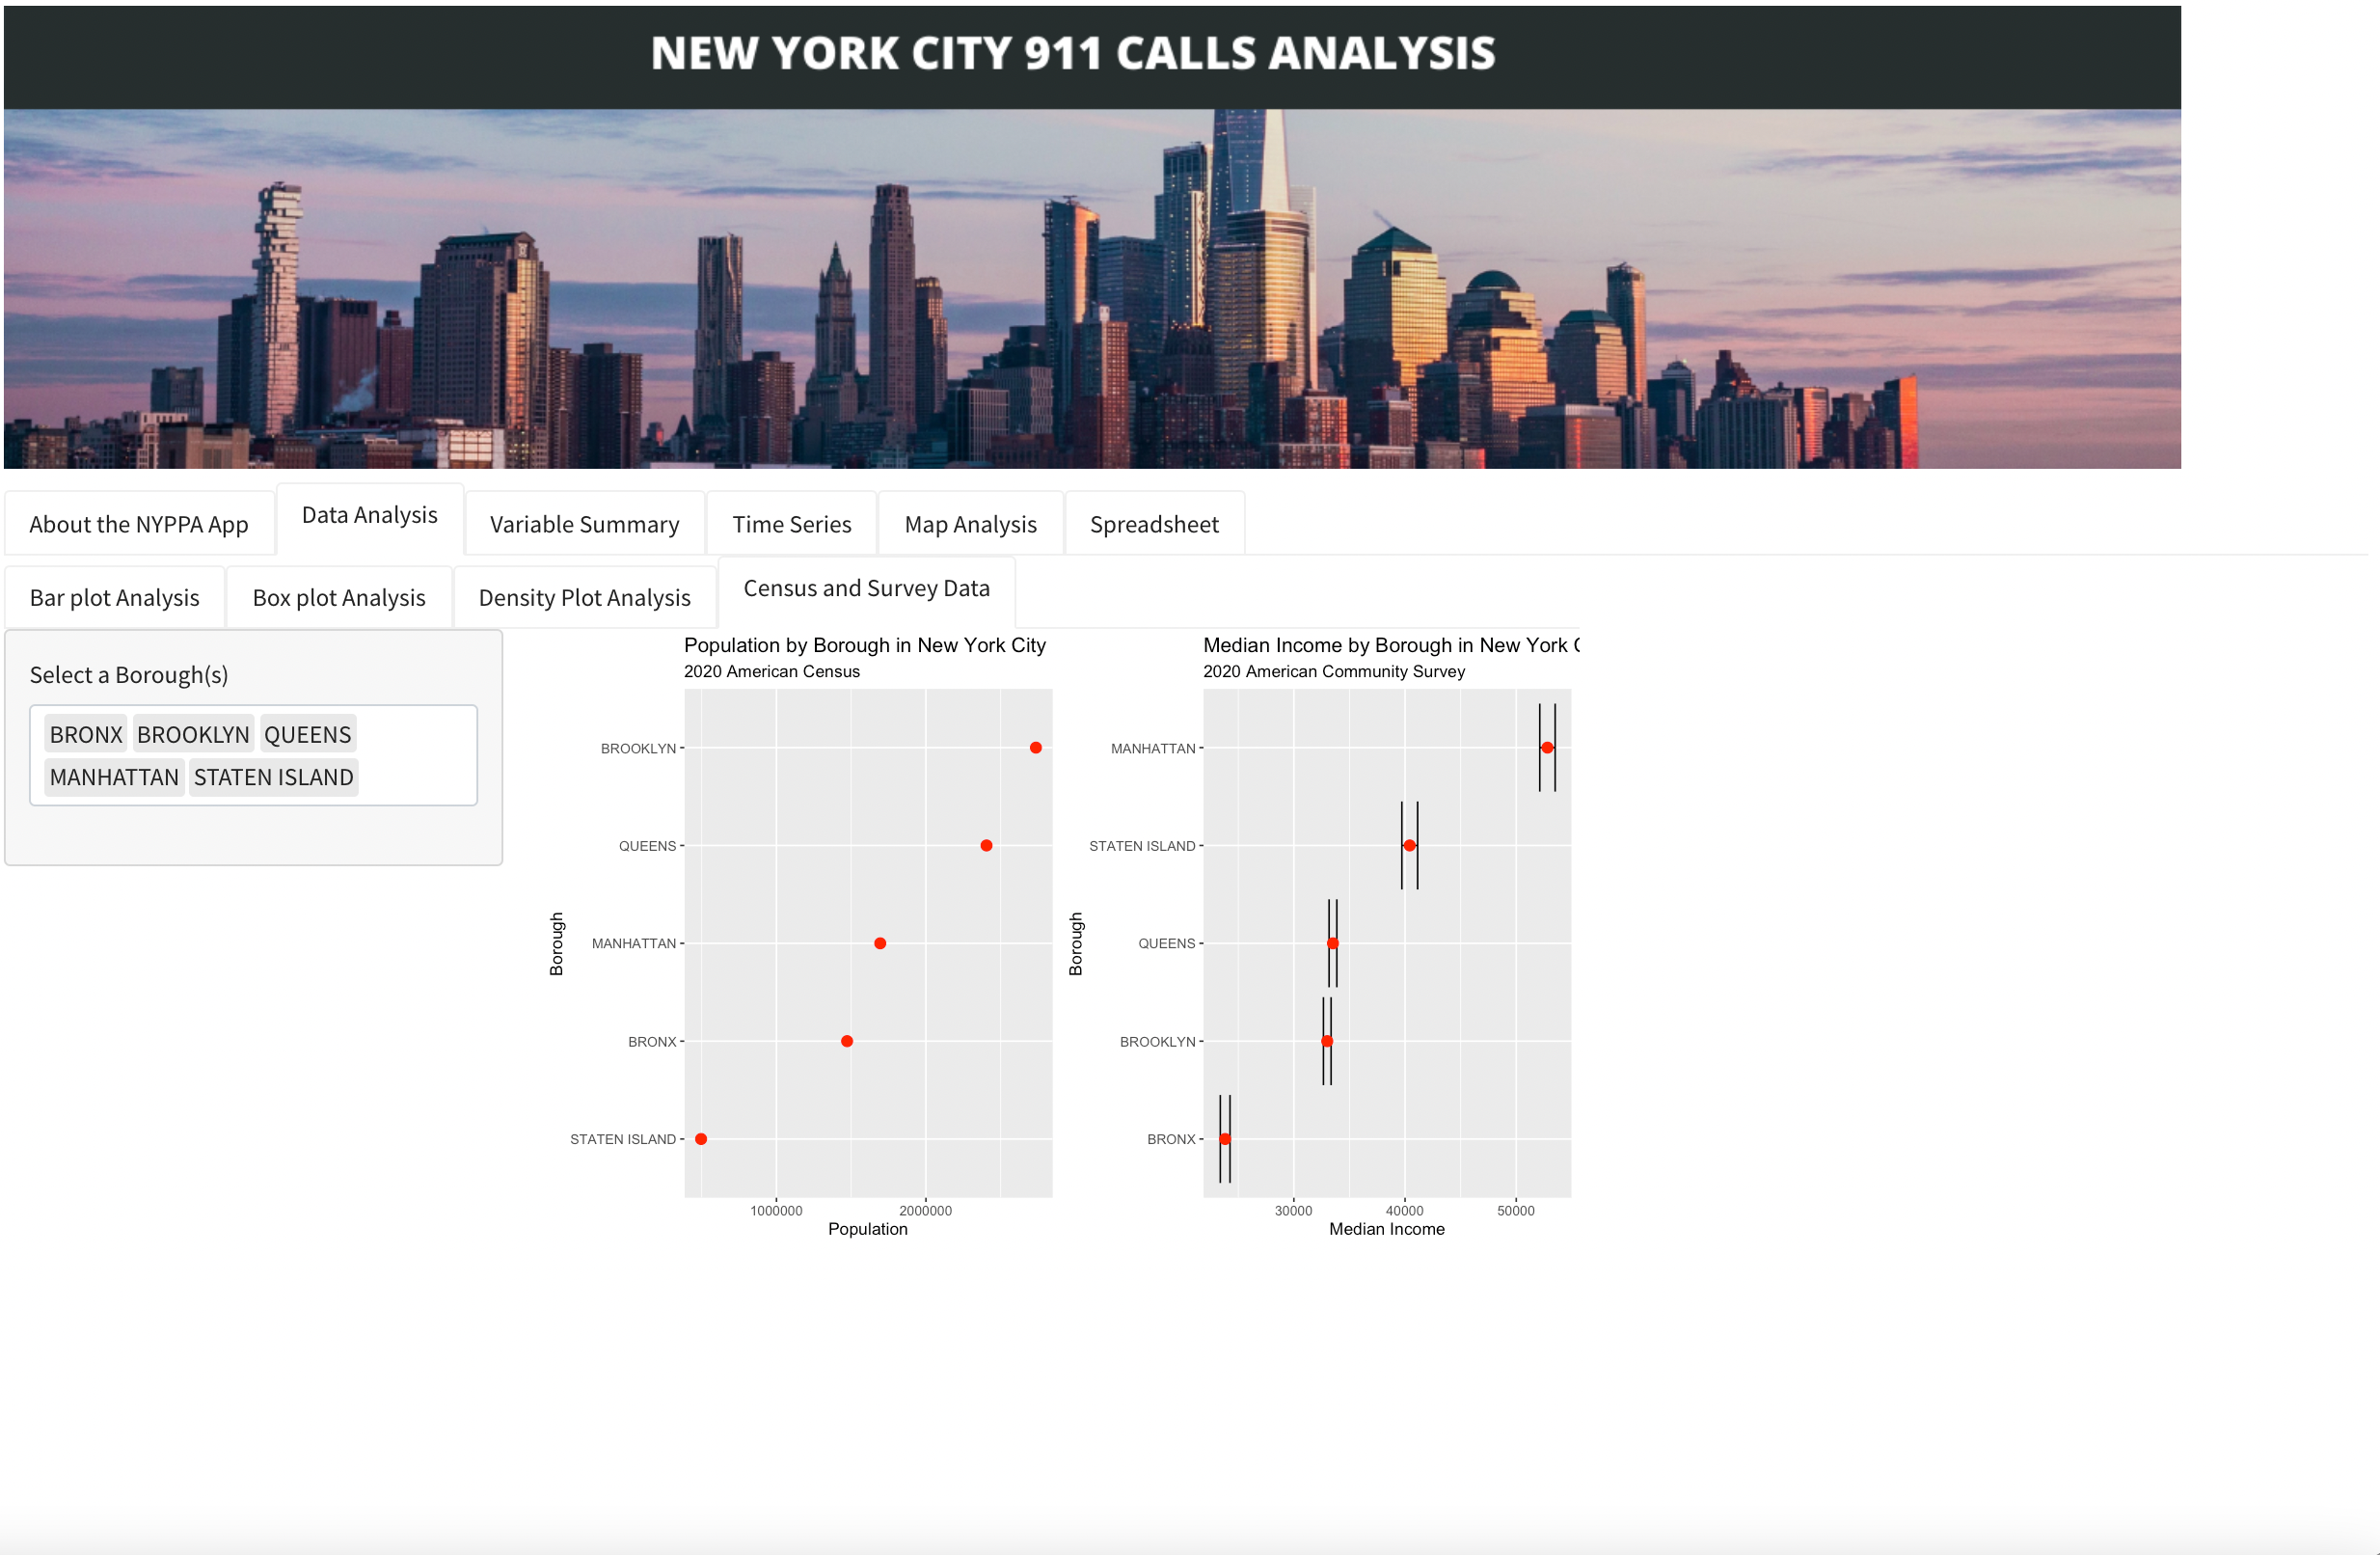 NEW YORK CITY 911 CALLS ANALYSIS
About the NYPPA App
Data Analysis
Variable Summary
Time Series
Map Analysis
Spreadsheet
Bar plot Analysis
Box plot Analysis
Density Plot Analysis
Census and Survey Data
Select a Borough(s)
BRONX BROOKLYN QUEENS
MANHATTAN STATEN ISLAND
Population by Borough in New York City
2020 American Census
Borough
BROOKLYN
QUEENS
MANHATTAN
BRONX
STATEN ISLAND
1000000 2000000
Population
Median Income by Borough in New York
2020 American Community Survey
Borough
MANHATTAN
STATEN ISLAND
QUEENS
BROOKLYN
BRONX
30000 40000 50000
Median Income